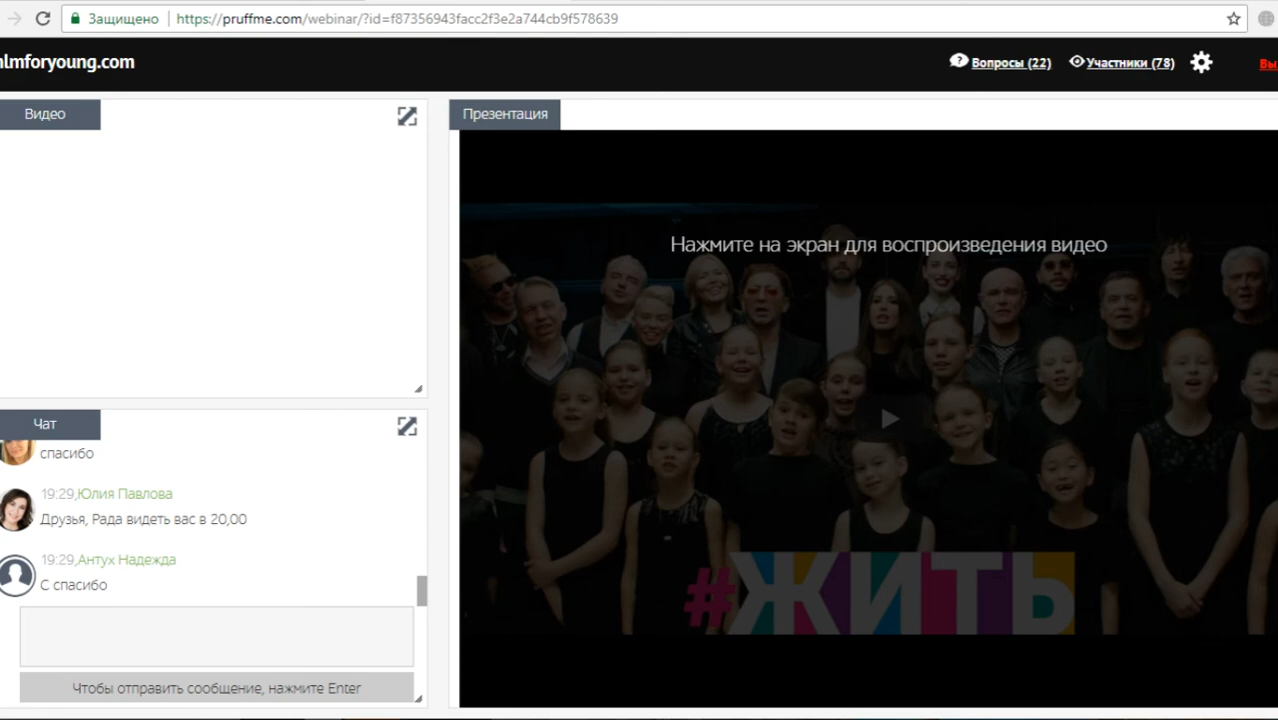 Защищено
https://pruffme.com/webinar/?id=f87356943facc2f3e2a744cb9f578639
mlmforyoung.com
Вопросы (22)
Участники (78)
Вы
Видео
Презентация
Нажмите на экран для воспроизведения видео
#ЖИТЬ
Чат
спасибо
19:29,Юлия Павлова
Друзья, Рада видеть вас в 20,00
19:29,Антух Надежда
С спасибо
Чтобы отправить сообщение, нажмите Enter